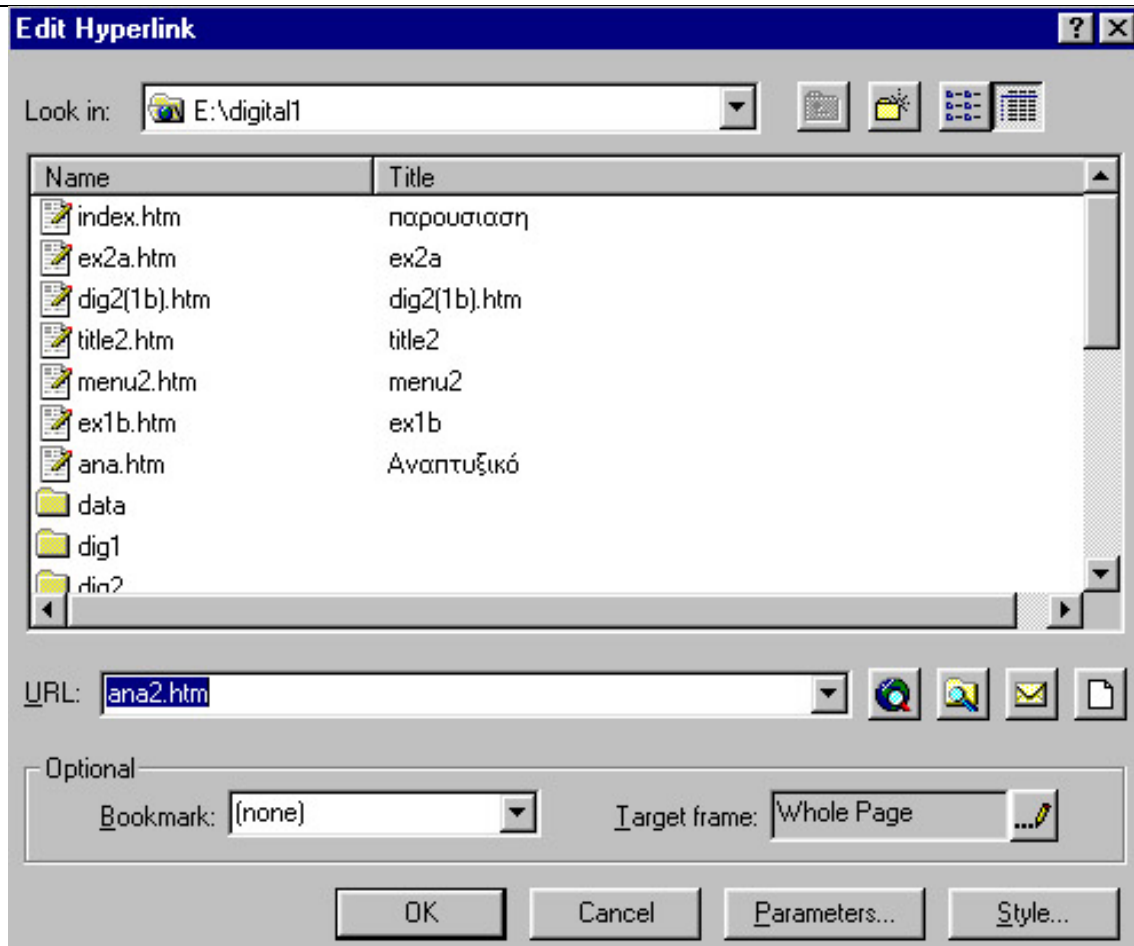 Edit Hyperlink
Look in: E:\digital1
Name Title
index.htm παρουσιαση
ex2a.htm ex2a
dig2(1b).htm dig2(1b).htm
title2.htm title2
menu2.htm menu2
ex1b.htm ex1b
ana.htm Αναπτυξικό
data
dig1
dig2
URL: ana2.htm
Optional
Bookmark: (none) Target frame: Whole Page
OK Cancel Parameters... Style...